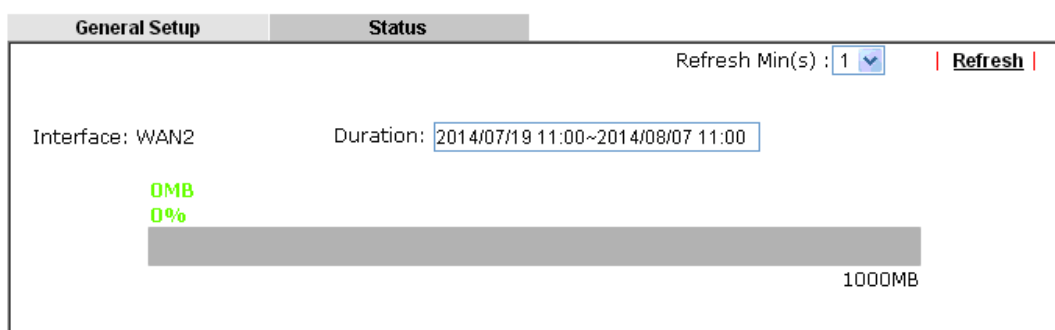 General Setup Status
Refresh Min(s) : 1 | Refresh |
Interface: WAN2 Duration: 2014/07/19 11:00~2014/08/07 11:00
0MB
0%
1000MB